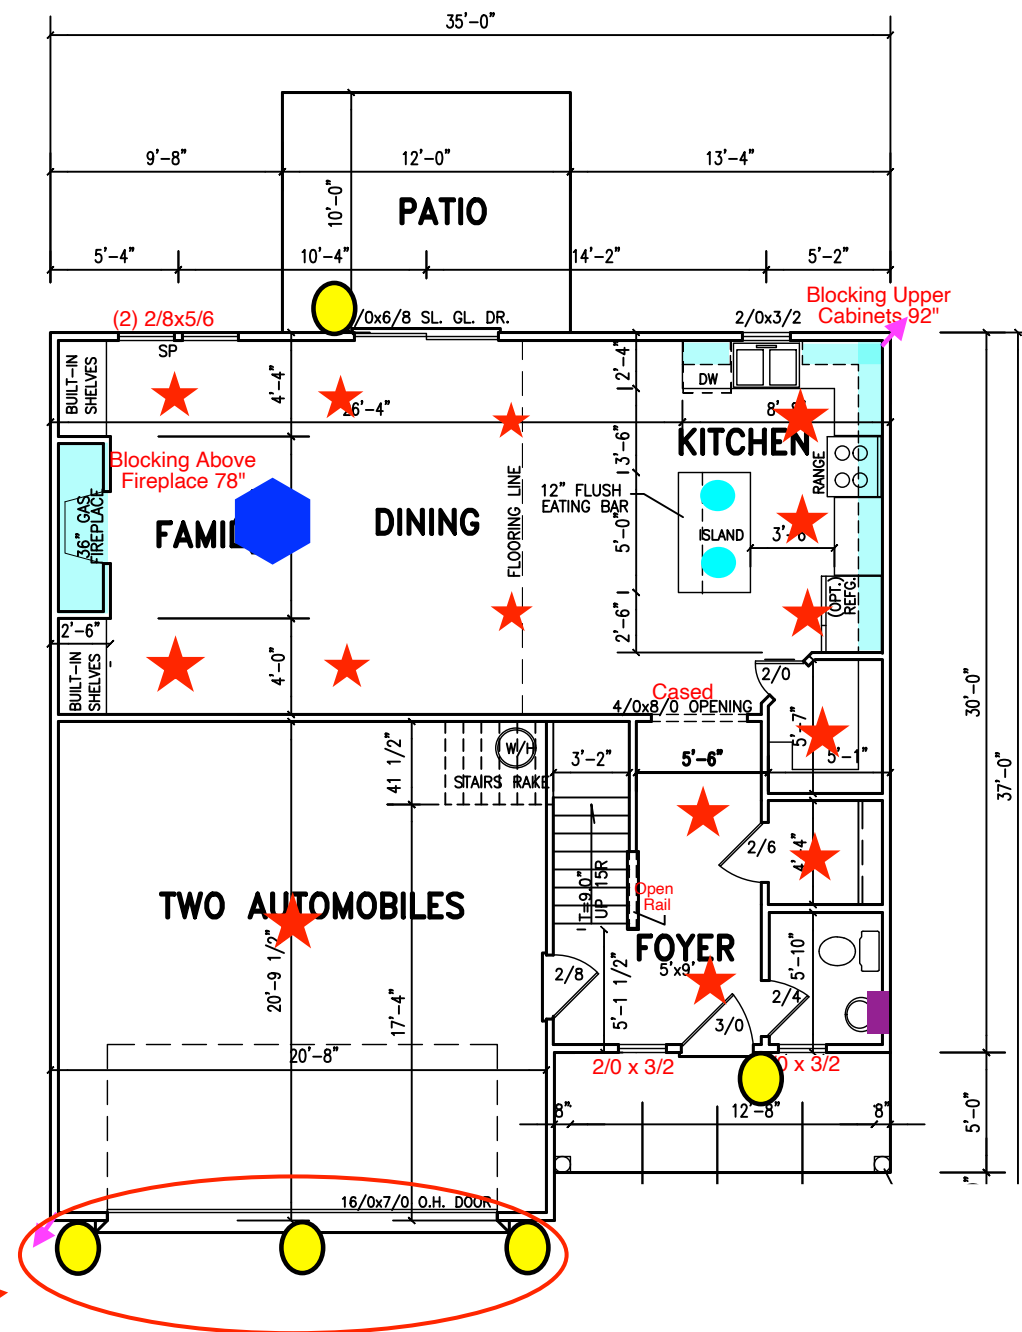 35'-0"
9'-8"
12'-0"
13'-4"
10'-0"
PATIO
5'-4"
10'-4"
14'-2"
5'-2"
Blocking Upper
Cabinets 92"
(2) 2/8x5/6
/0x6/8 SL. GL. DR.
2/0x3/2
SP
BUILT-IN
SHELVES
4'-4"
2'-4"
DW
26'-4"
KITCHEN
3'-6"
RANGE
Blocking Above
Fireplace 78"
36" GAS
FIREPLACE
12" FLUSH
EATING BAR
DINING
FLOORING LINE
5'-0"
ISLAND
3'-6"
(OPT.)
REFG.
2'-6"
2'-6"
BUILT-IN
SHELVES
4'-0"
2/0
Cased
4/0x8/0 OPENING
30'-0"
37'-0"
5'-7"
5'-1"
41 1/2"
W/H
STAIRS RAKE
3'-2"
5'-6"
2/6
4'-4"
T=9.0"
UP 15R
Open
Rail
TWO AUTOMOBILES
FOYER
5'x9'
20'-9 1/2"
17'-4"
2/8
5'-1 1/2"
3/0
2/4
5'-10"
20'-8"
2/0 x 3/2
0 x 3/2
8"
12'-8"
8"
5'-0"
16/0x7/0 O.H. DOOR